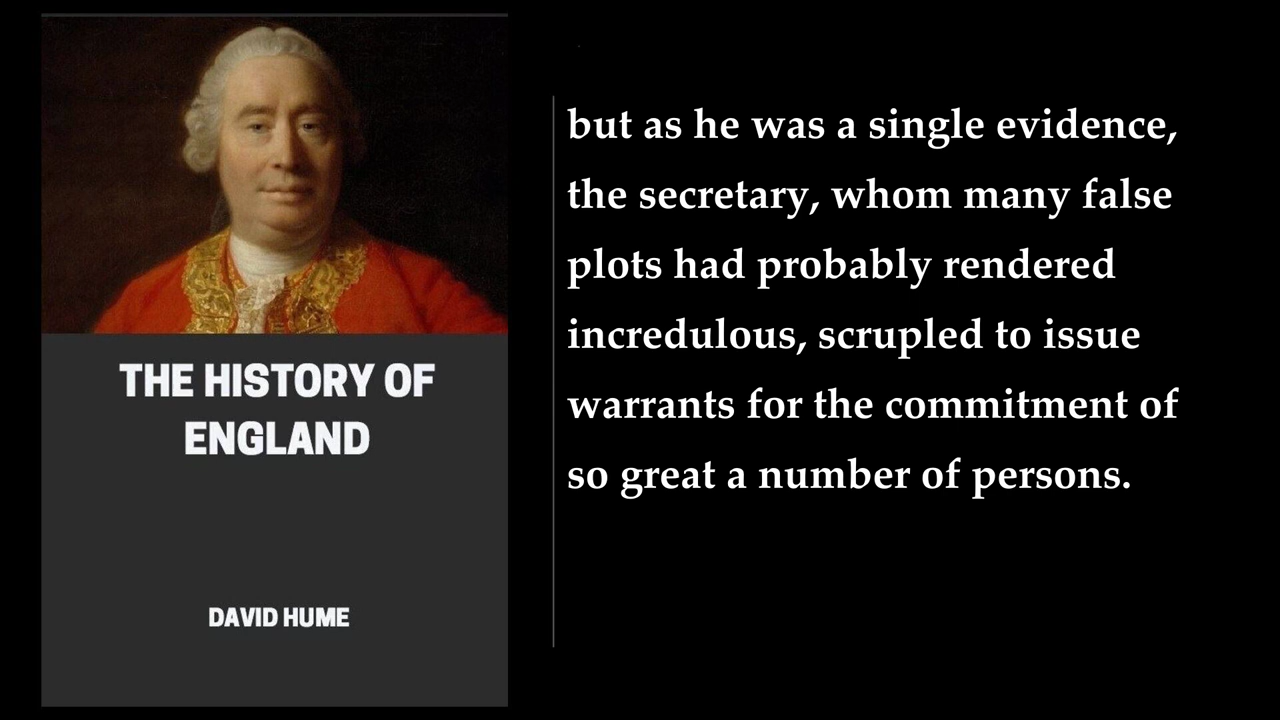 THE HISTORY OF
ENGLAND
DAVID HUME
but as he was a single evidence,
the secretary, whom many false
plots had probably rendered
incredulous, scrupled to issue
warrants for the commitment of
so great a number of persons.